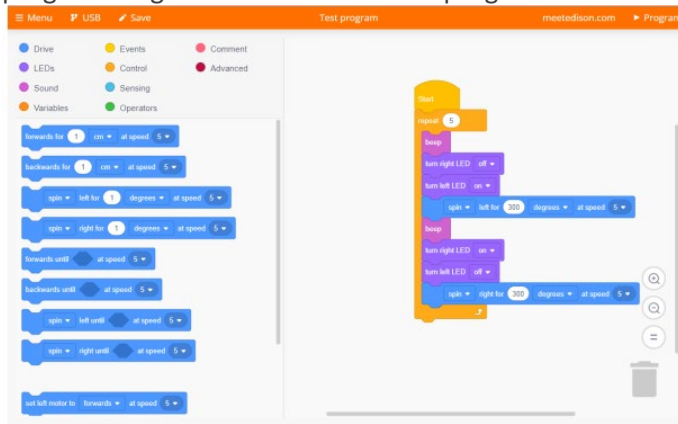 Menu USB Save Test program meetedison.com Program
Drive Events Comment
LEDs Control Advanced
Sound Sensing
Variables Operators
forwards for 1 cm at speed 5
backwards for 1 cm at speed 5
spin left for 1 degrees at speed 5
spin right for 1 degrees at speed 5
forwards until at speed 5
backwards until at speed 5
spin left until at speed 5
spin right until at speed 5
set left motor to forwards at speed 5
Start
repeat 5
beep
turn right LED off
turn left LED on
spin left for 300 degrees at speed 5
beep
turn right LED on
turn left LED off
spin right for 300 degrees at speed 5